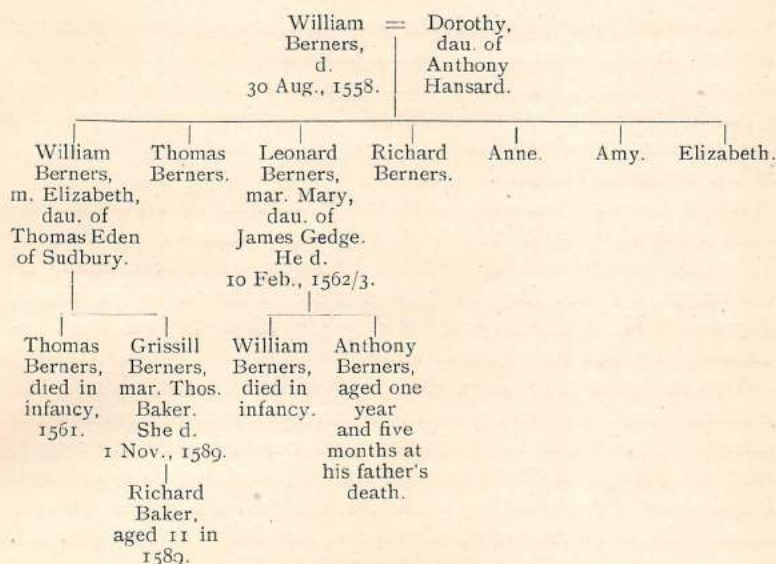 William = Dorothy,
Berners, dau. of
d. Anthony
30 Aug., 1558. Hansard.
William
Berners,
m. Elizabeth,
dau. of
Thomas Eden
of Sudbury.
Thomas
Berners.
Leonard
Berners,
mar. Mary,
dau. of
James Gedge.
He d.
10 Feb., 1562/3.
Richard
Berners.
Anne.
Amy.
Elizabeth.
Thomas
Berners,
died in
infancy,
1561.
Grissill
Berners,
mar. Thos.
Baker.
She d.
1 Nov., 1589.
William
Berners,
died in
infancy.
Anthony
Berners,
aged one
year
and five
months at
his father's
death.
Richard
Baker,
aged 11 in
1589.